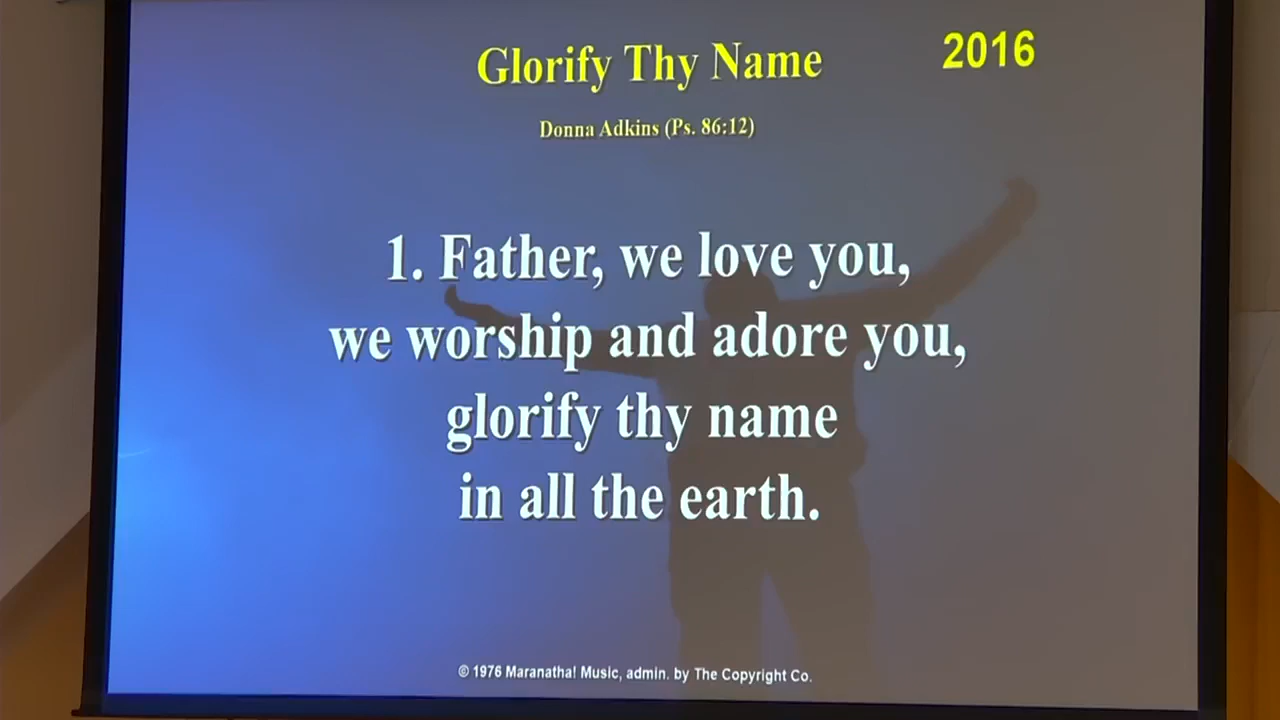 Glorify Thy Name
2016
Donna Adkins (Ps. 86:12)
1. Father, we love you,
we worship and adore you,
glorify thy name
in all the earth.
© 1976 Maranatha! Music, admin. by The Copyright Co.